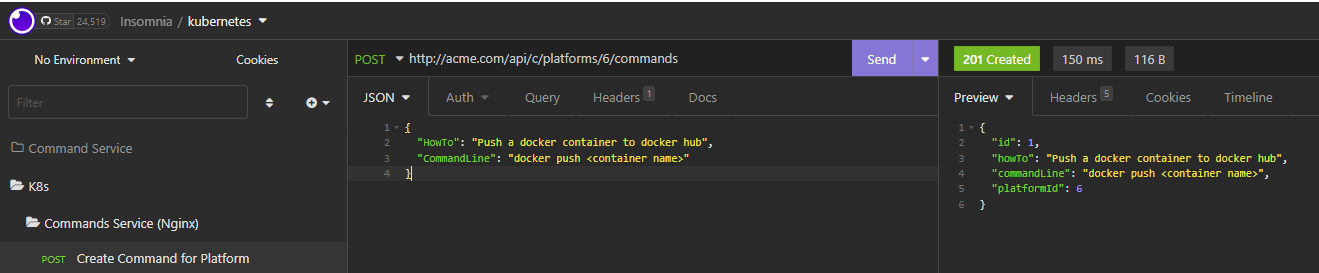 Star 24,519 Insomnia / kubernetes
No Environment Cookies
Filter
Command Service
K8s
Commands Service (Nginx)
POST Create Command for Platform
POST http://acme.com/api/c/platforms/6/commands Send
JSON Auth Query Headers 1 Docs
1 {
2 "HowTo": "Push a docker container to docker hub",
3 "CommandLine": "docker push <container name>"
4 }
201 Created 150 ms 116 B
Preview Headers 5 Cookies Timeline
1 {
2 "id": 1,
3 "howTo": "Push a docker container to docker hub",
4 "commandLine": "docker push <container name>",
5 "platformId": 6
6 }